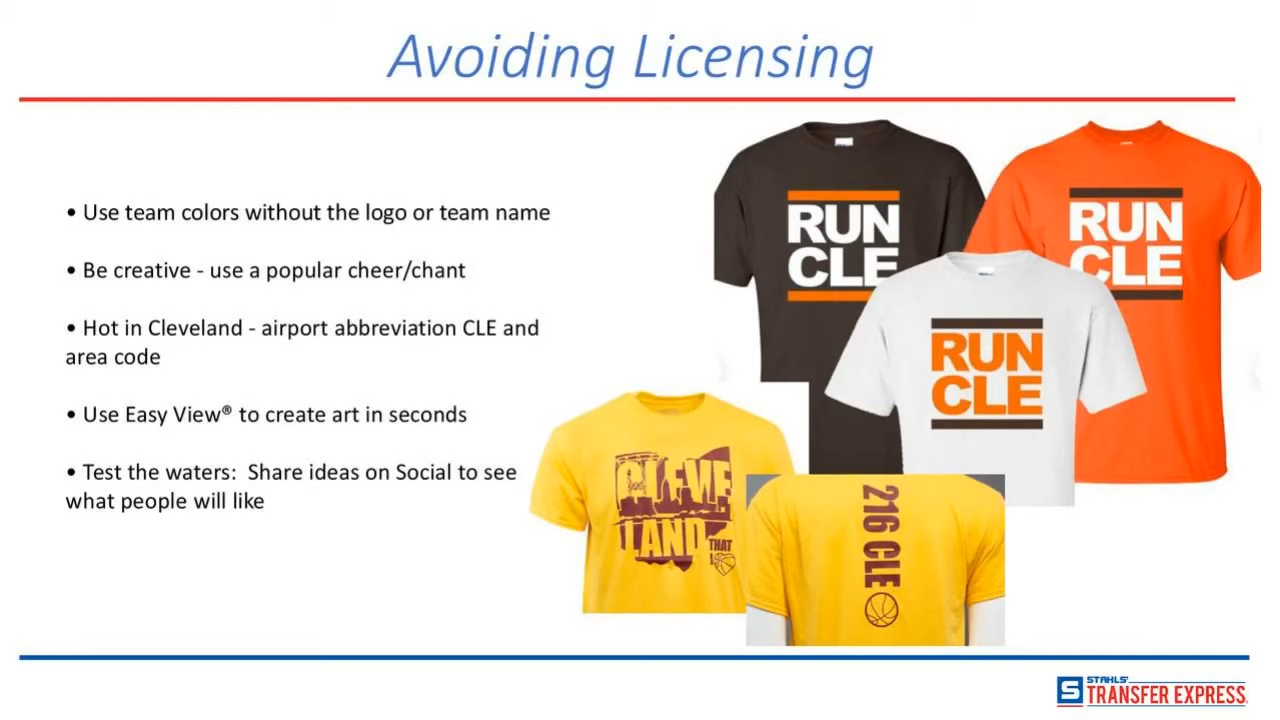 Avoiding Licensing
• Use team colors without the logo or team name
• Be creative - use a popular cheer/chant
• Hot in Cleveland - airport abbreviation CLE and
area code
• Use Easy View® to create art in seconds
• Test the waters:  Share ideas on Social to see
what people will like
RUN
CLE
RUN
CLE
RUN
CLE
CLEVE
LAND
THAT
I
216 CLE
S STAHLS'
TRANSFER EXPRESS.